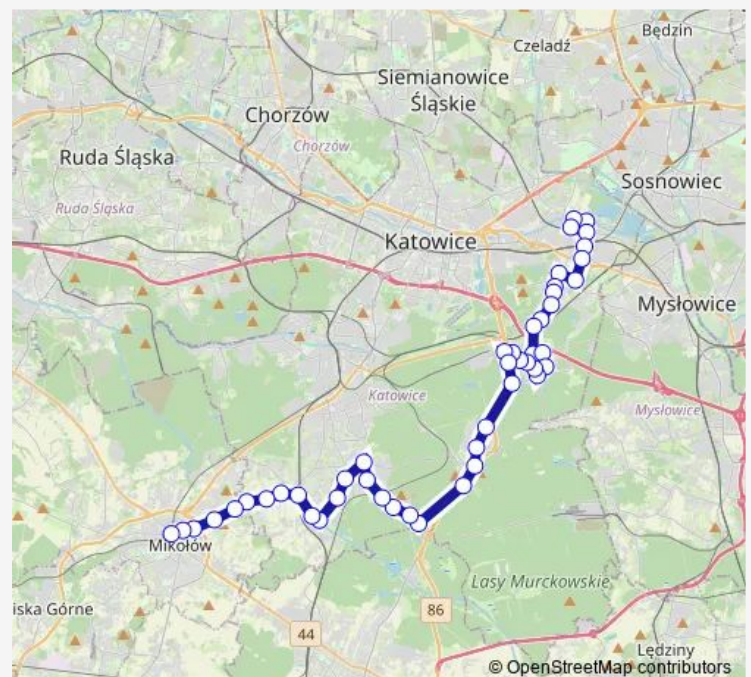 Będzin
Czeladź
Siemianowice
Śląskie
Chorzów
Chorzów
Ruda Śląska
Sosnowiec
Ruda Śląska
Katowice
Mysłowice
Katowice
Mysłowice
Mikołów
Lasy Murckowskie
iska Górne
86
44
Lędziny
© OpenStreetMap contributors